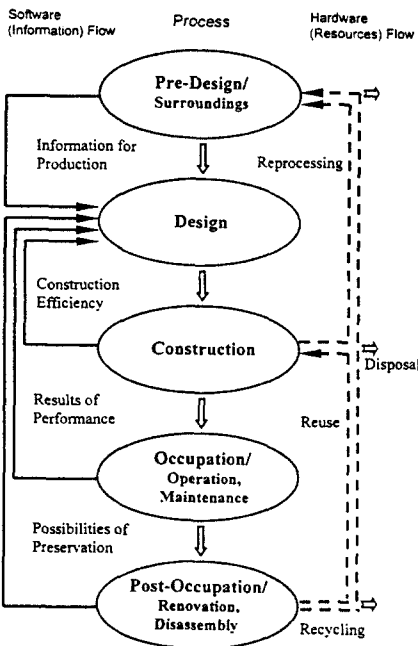 Software
(Information) Flow
Process
Hardware
(Resources) Flow
Pre-Design/
Surroundings
Information for
Production
Reprocessing
Design
Construction
Efficiency
Construction
Disposal
Results of
Performance
Reuse
Occupation/
Operation,
Maintenance
Possibilities of
Preservation
Post-Occupation/
Renovation,
Disassembly
Recycling